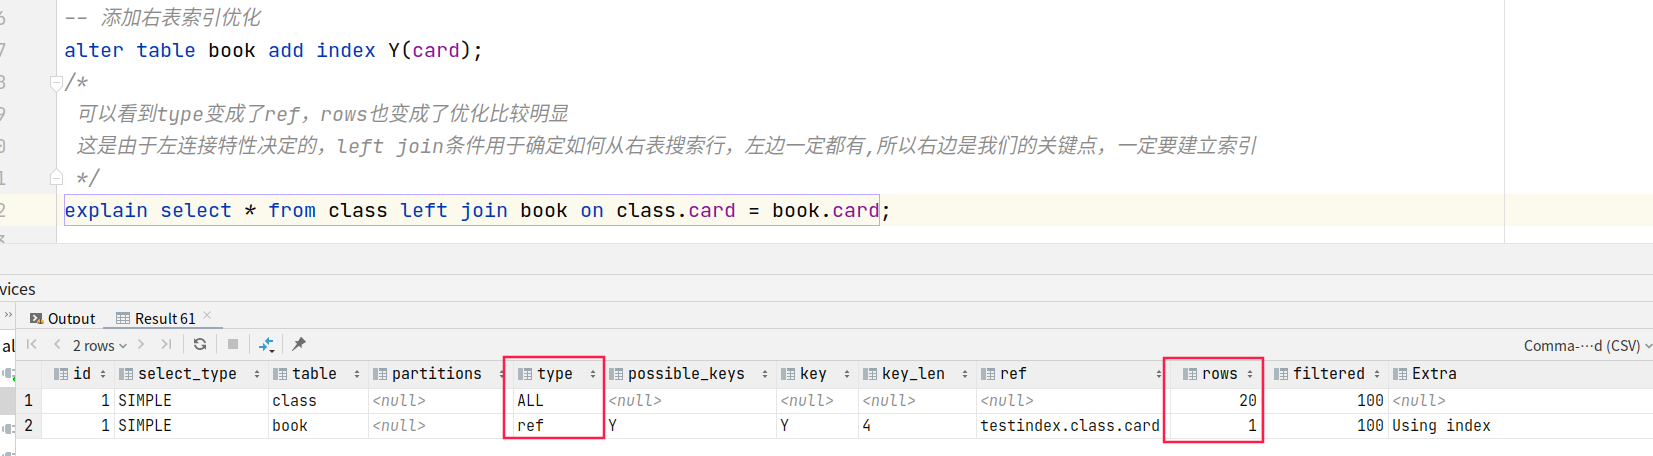 6 -- 添加右表索引优化
7 alter table book add index Y(card);
8 /*
9 可以看到type变成了ref，rows也变成了优化比较明显
0 这是由于左连接特性决定的，left join条件用于确定如何从右表搜索行，左边一定都有,所以右边是我们的关键点，一定要建立索引
1 */
2 explain select * from class left join book on class.card = book.card;
3
vices
Output Result 61
al 2 rows Comma-…d (CSV)
id select_type table partitions type possible_keys key key_len ref rows filtered Extra
1 1 SIMPLE class <null> ALL <null> <null> <null> <null> 20 100 <null>
2 1 SIMPLE book <null> ref Y Y 4 testindex.class.card 1 100 Using index